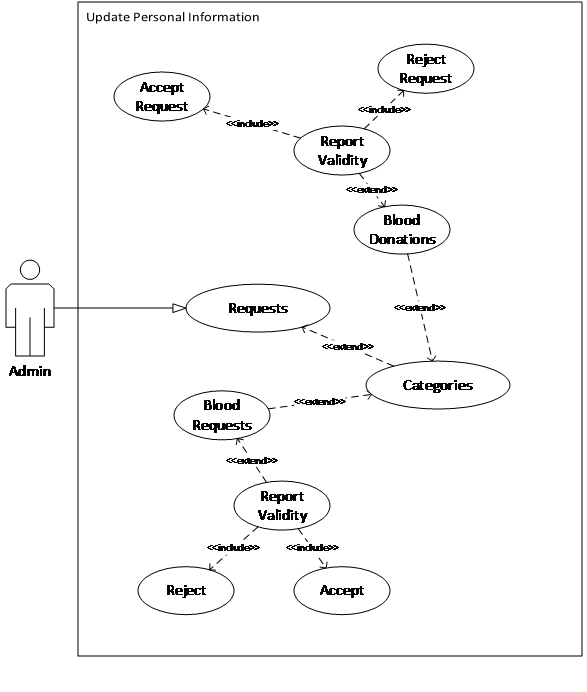 Update Personal Information
Reject
Request
Accept
Request
<<include>>
<<include>>
Report
Validity
<<extend>>
Blood
Donations
Requests
<<extend>>
<<extend>>
Admin
Categories
Blood
Requests
<<extend>>
<<extend>>
Report
Validity
<<include>>
<<include>>
Reject
Accept